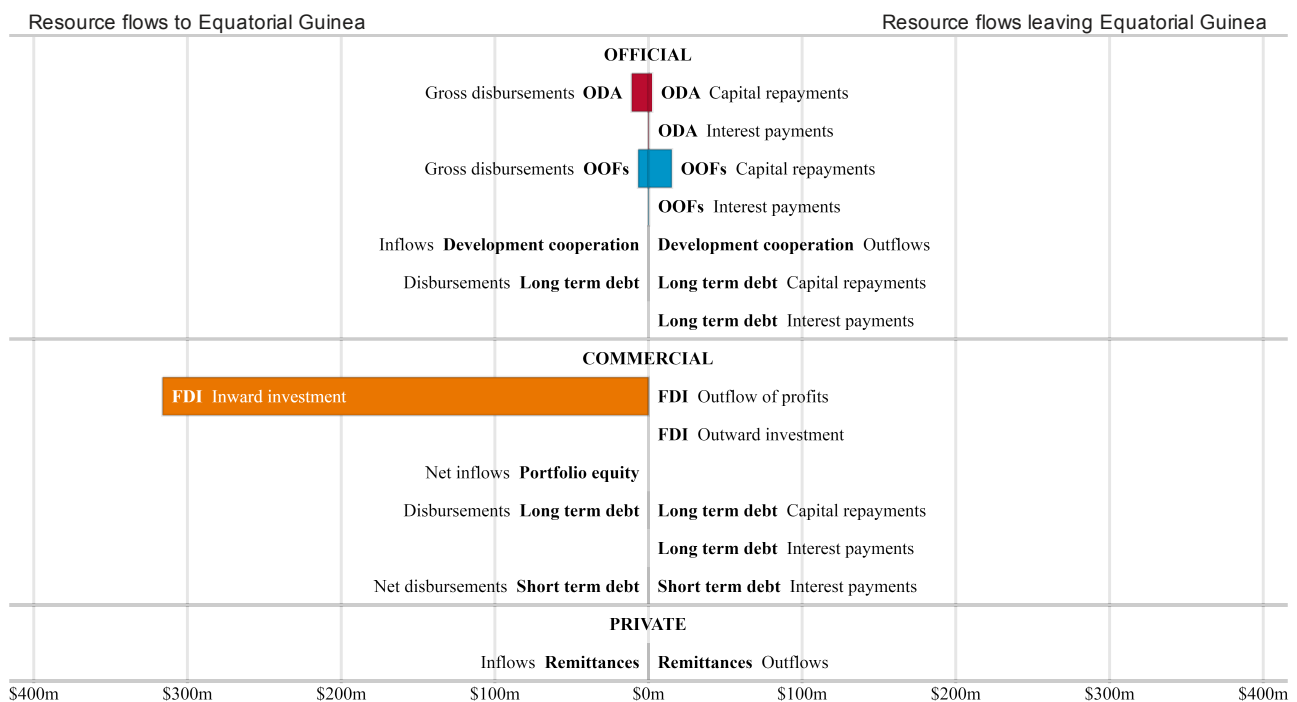 Resource flows to Equatorial Guinea Resource flows leaving Equatorial Guinea
OFFICIAL
Gross disbursements ODA ODA Capital repayments
ODA Interest payments
Gross disbursements OOFs OOFs Capital repayments
OOFs Interest payments
Inflows Development cooperation Development cooperation Outflows
Disbursements Long term debt Long term debt Capital repayments
Long term debt Interest payments
COMMERCIAL
FDI Inward investment FDI Outflow of profits
FDI Outward investment
Net inflows Portfolio equity
Disbursements Long term debt Long term debt Capital repayments
Long term debt Interest payments
Net disbursements Short term debt Short term debt Interest payments
PRIVATE
Inflows Remittances Remittances Outflows
$400m $300m $200m $100m $0m $100m $200m $300m $400m